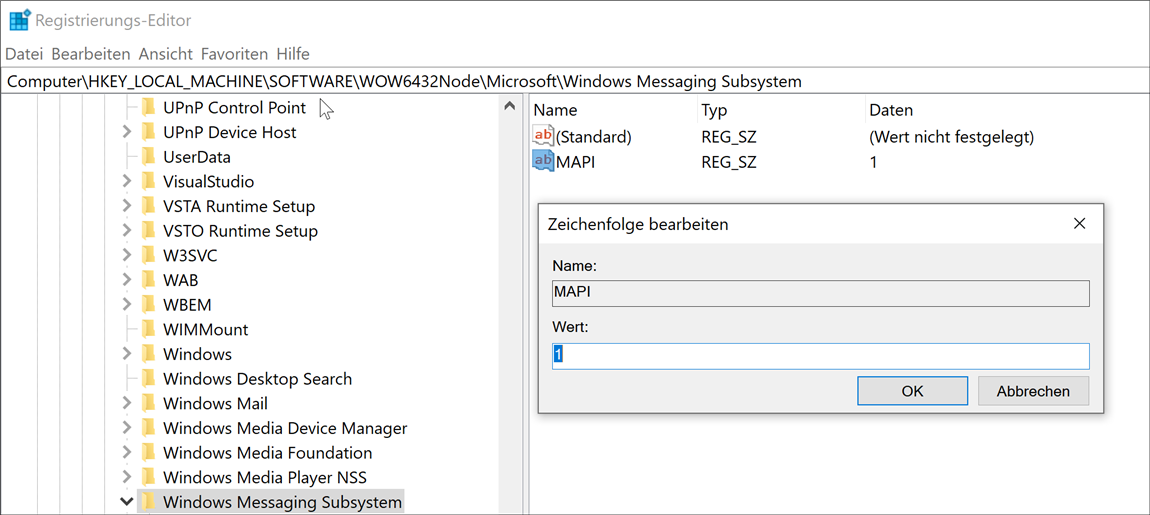 Registrierungs-Editor
Datei Bearbeiten Ansicht Favoriten Hilfe
Computer\HKEY_LOCAL_MACHINE\SOFTWARE\WOW6432Node\Microsoft\Windows Messaging Subsystem
UPnP Control Point
UPnP Device Host
UserData
VisualStudio
VSTA Runtime Setup
VSTO Runtime Setup
W3SVC
WAB
WBEM
WIMMount
Windows
Windows Desktop Search
Windows Mail
Windows Media Device Manager
Windows Media Foundation
Windows Media Player NSS
Windows Messaging Subsystem
Name Typ Daten
ab (Standard) REG_SZ (Wert nicht festgelegt)
ab MAPI REG_SZ 1
Zeichenfolge bearbeiten
Name:
MAPI
Wert:
1
OK Abbrechen